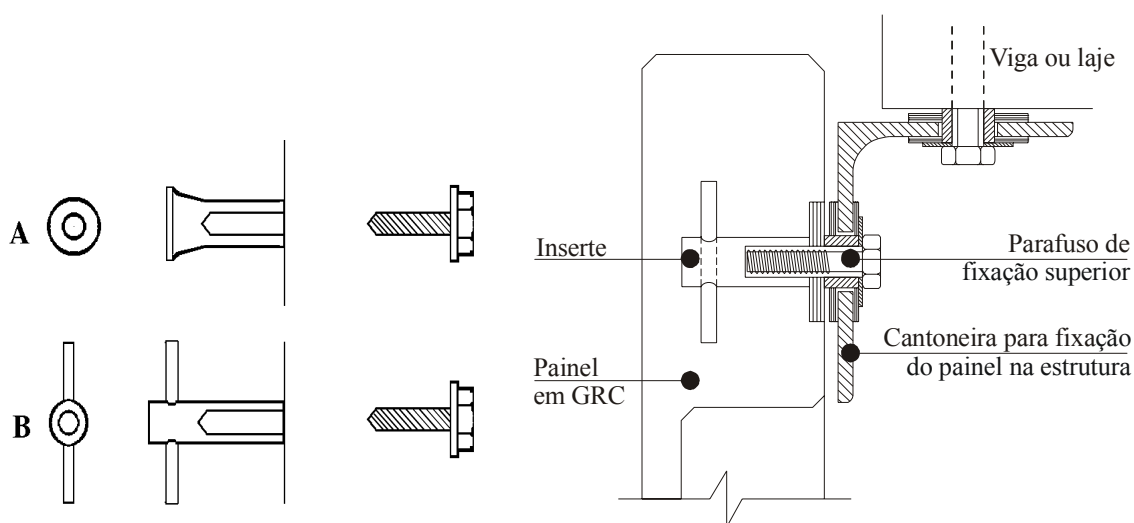 A
B
Viga ou laje
Inserte
Parafuso de
fixação superior
Cantoneira para fixação
do painel na estrutura
Painel
em GRC